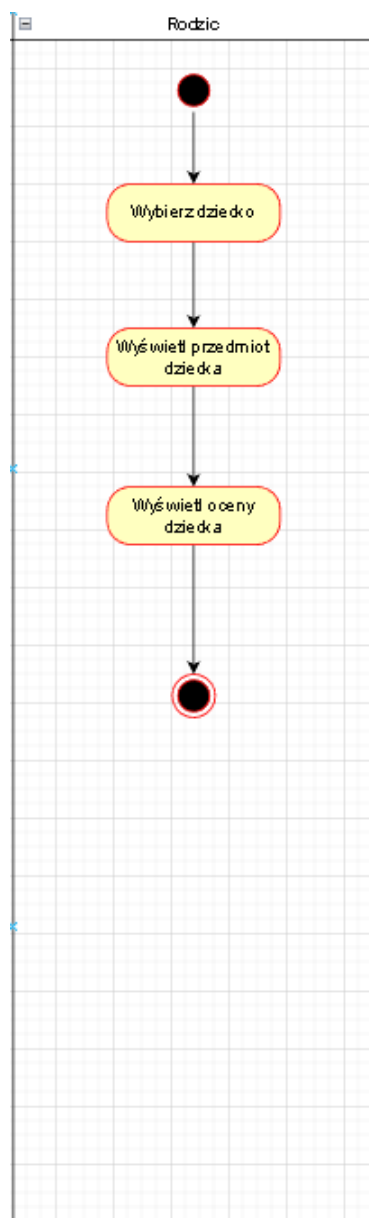 Rodzic
Wybierz dziecko
Wyświetl przedmiot
dziecka
Wyświetl oceny
dziecka